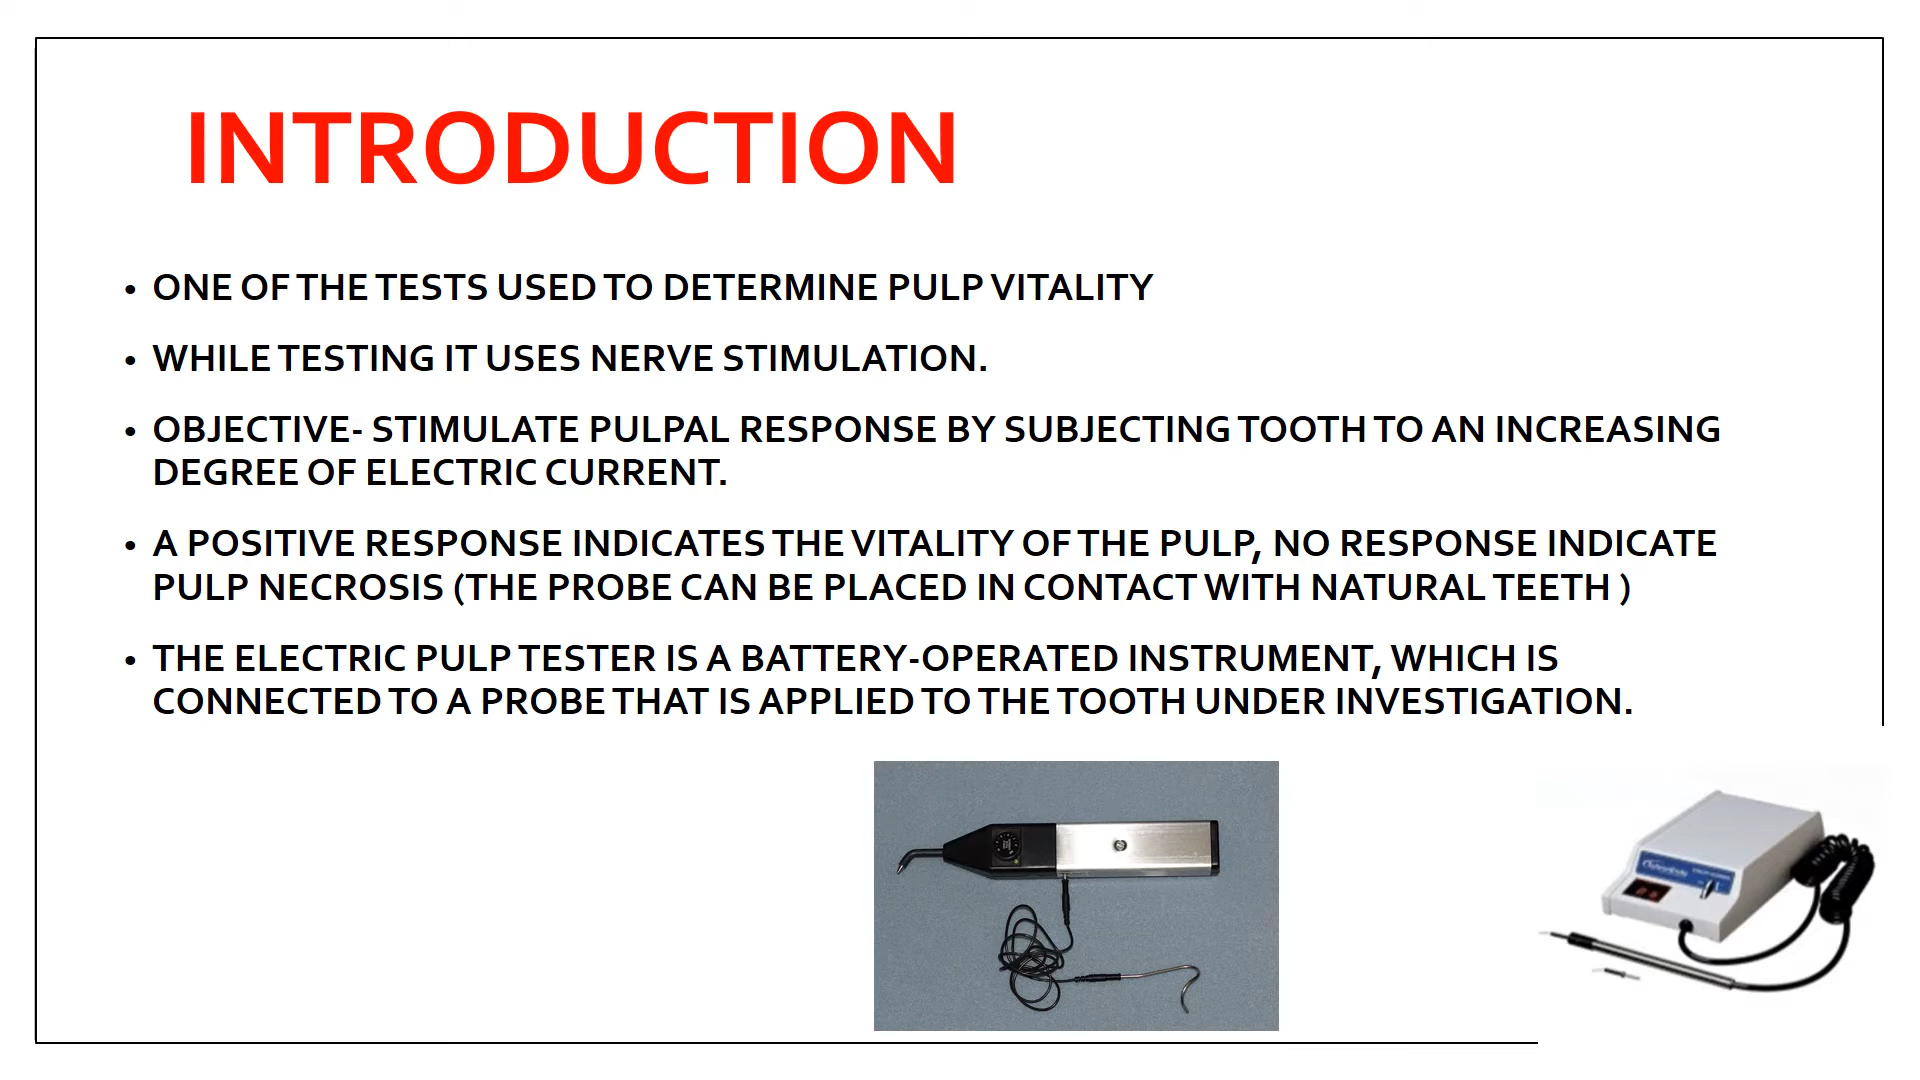 INTRODUCTION
• ONE OF THE TESTS USED TO DETERMINE PULP VITALITY
• WHILE TESTING IT USES NERVE STIMULATION.
• OBJECTIVE- STIMULATE PULPAL RESPONSE BY SUBJECTING TOOTH TO AN INCREASING
DEGREE OF ELECTRIC CURRENT.
• A POSITIVE RESPONSE INDICATES THE VITALITY OF THE PULP, NO RESPONSE INDICATE
PULP NECROSIS (THE PROBE CAN BE PLACED IN CONTACT WITH NATURAL TEETH )
• THE ELECTRIC PULP TESTER IS A BATTERY-OPERATED INSTRUMENT, WHICH IS
CONNECTED TO A PROBE THAT IS APPLIED TO THE TOOTH UNDER INVESTIGATION.